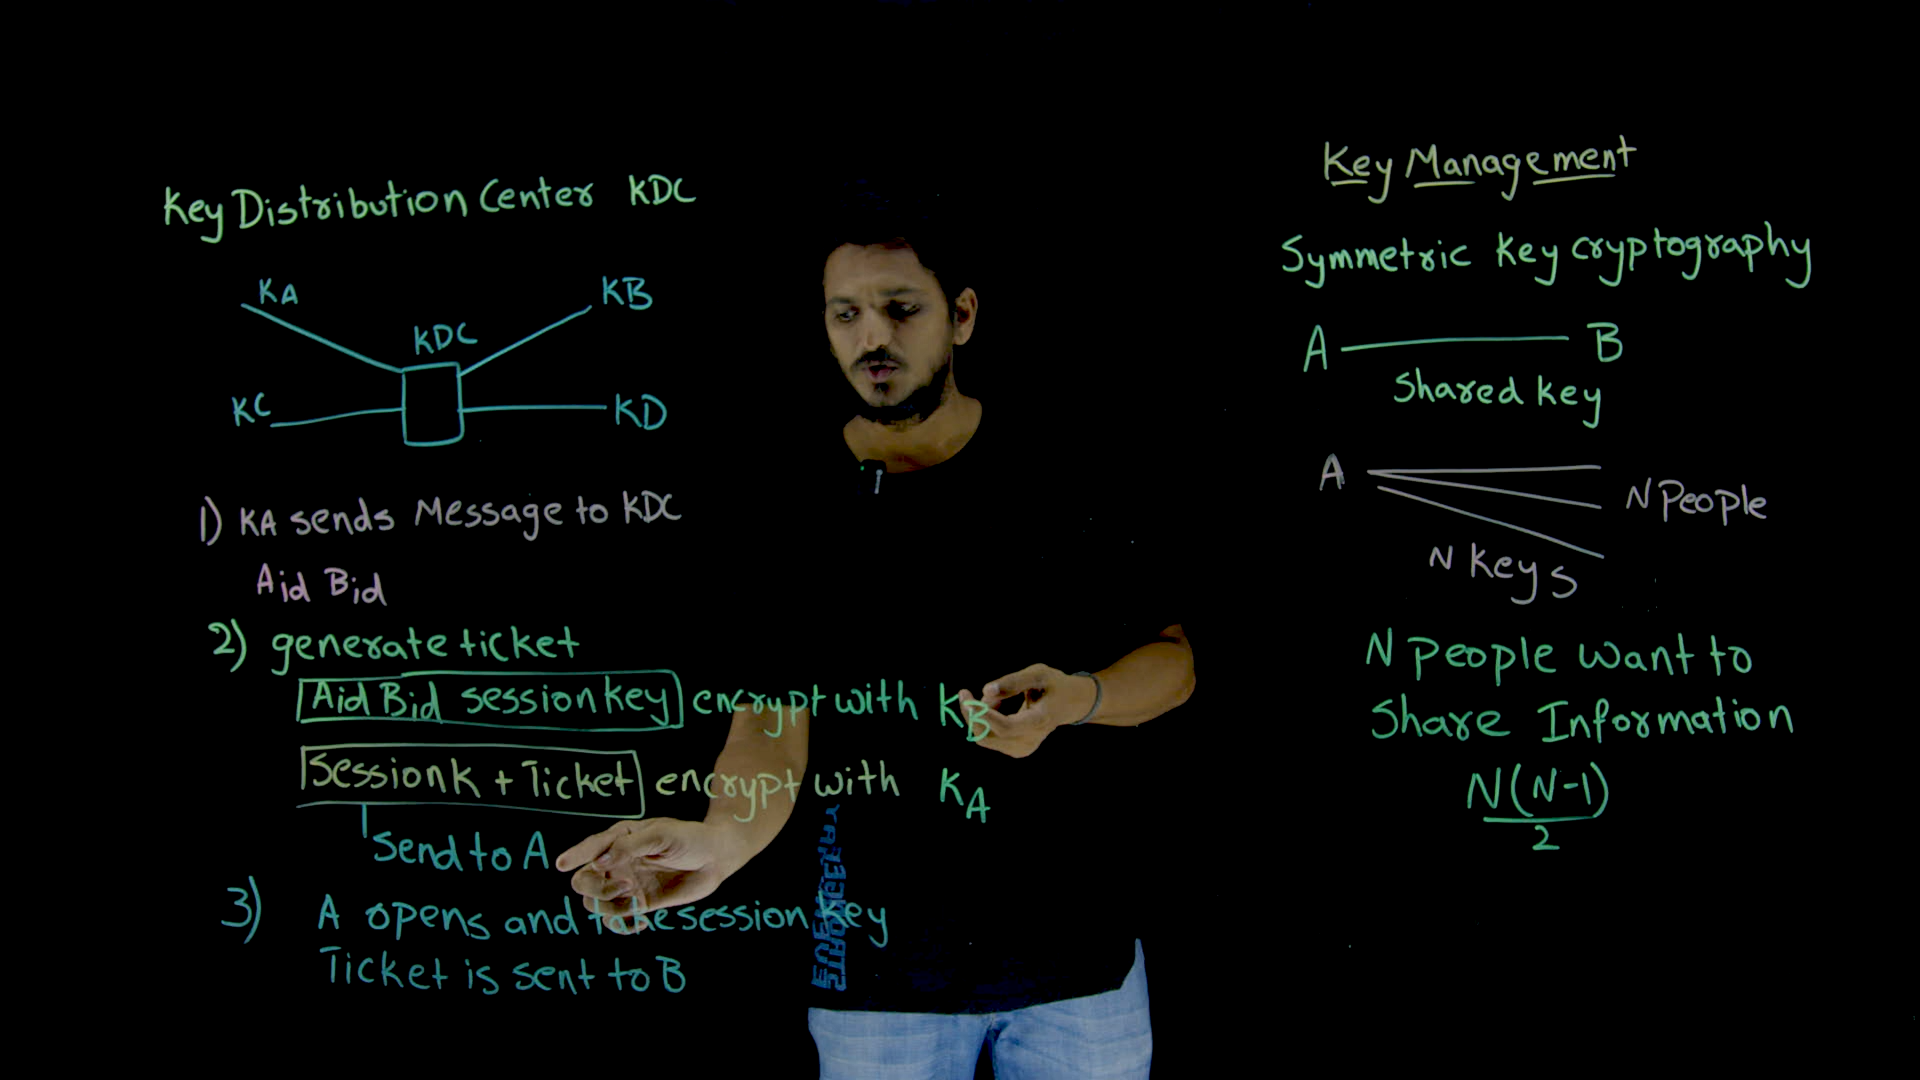 Key Distribution Center KDC
KA
KB
KDC
KC
KD
1) KA sends Message to KDC
Aid Bid
2) generate ticket
Aid Bid session key encrypt with KB
Session K + Ticket encrypt with KA
Send to A
3) A opens and take session key
Ticket is sent to B
Key Management
Symmetric Key cryptography
A B
Shared key
A
N People
N Keys
N People want to
Share Information
N(N-1)
2